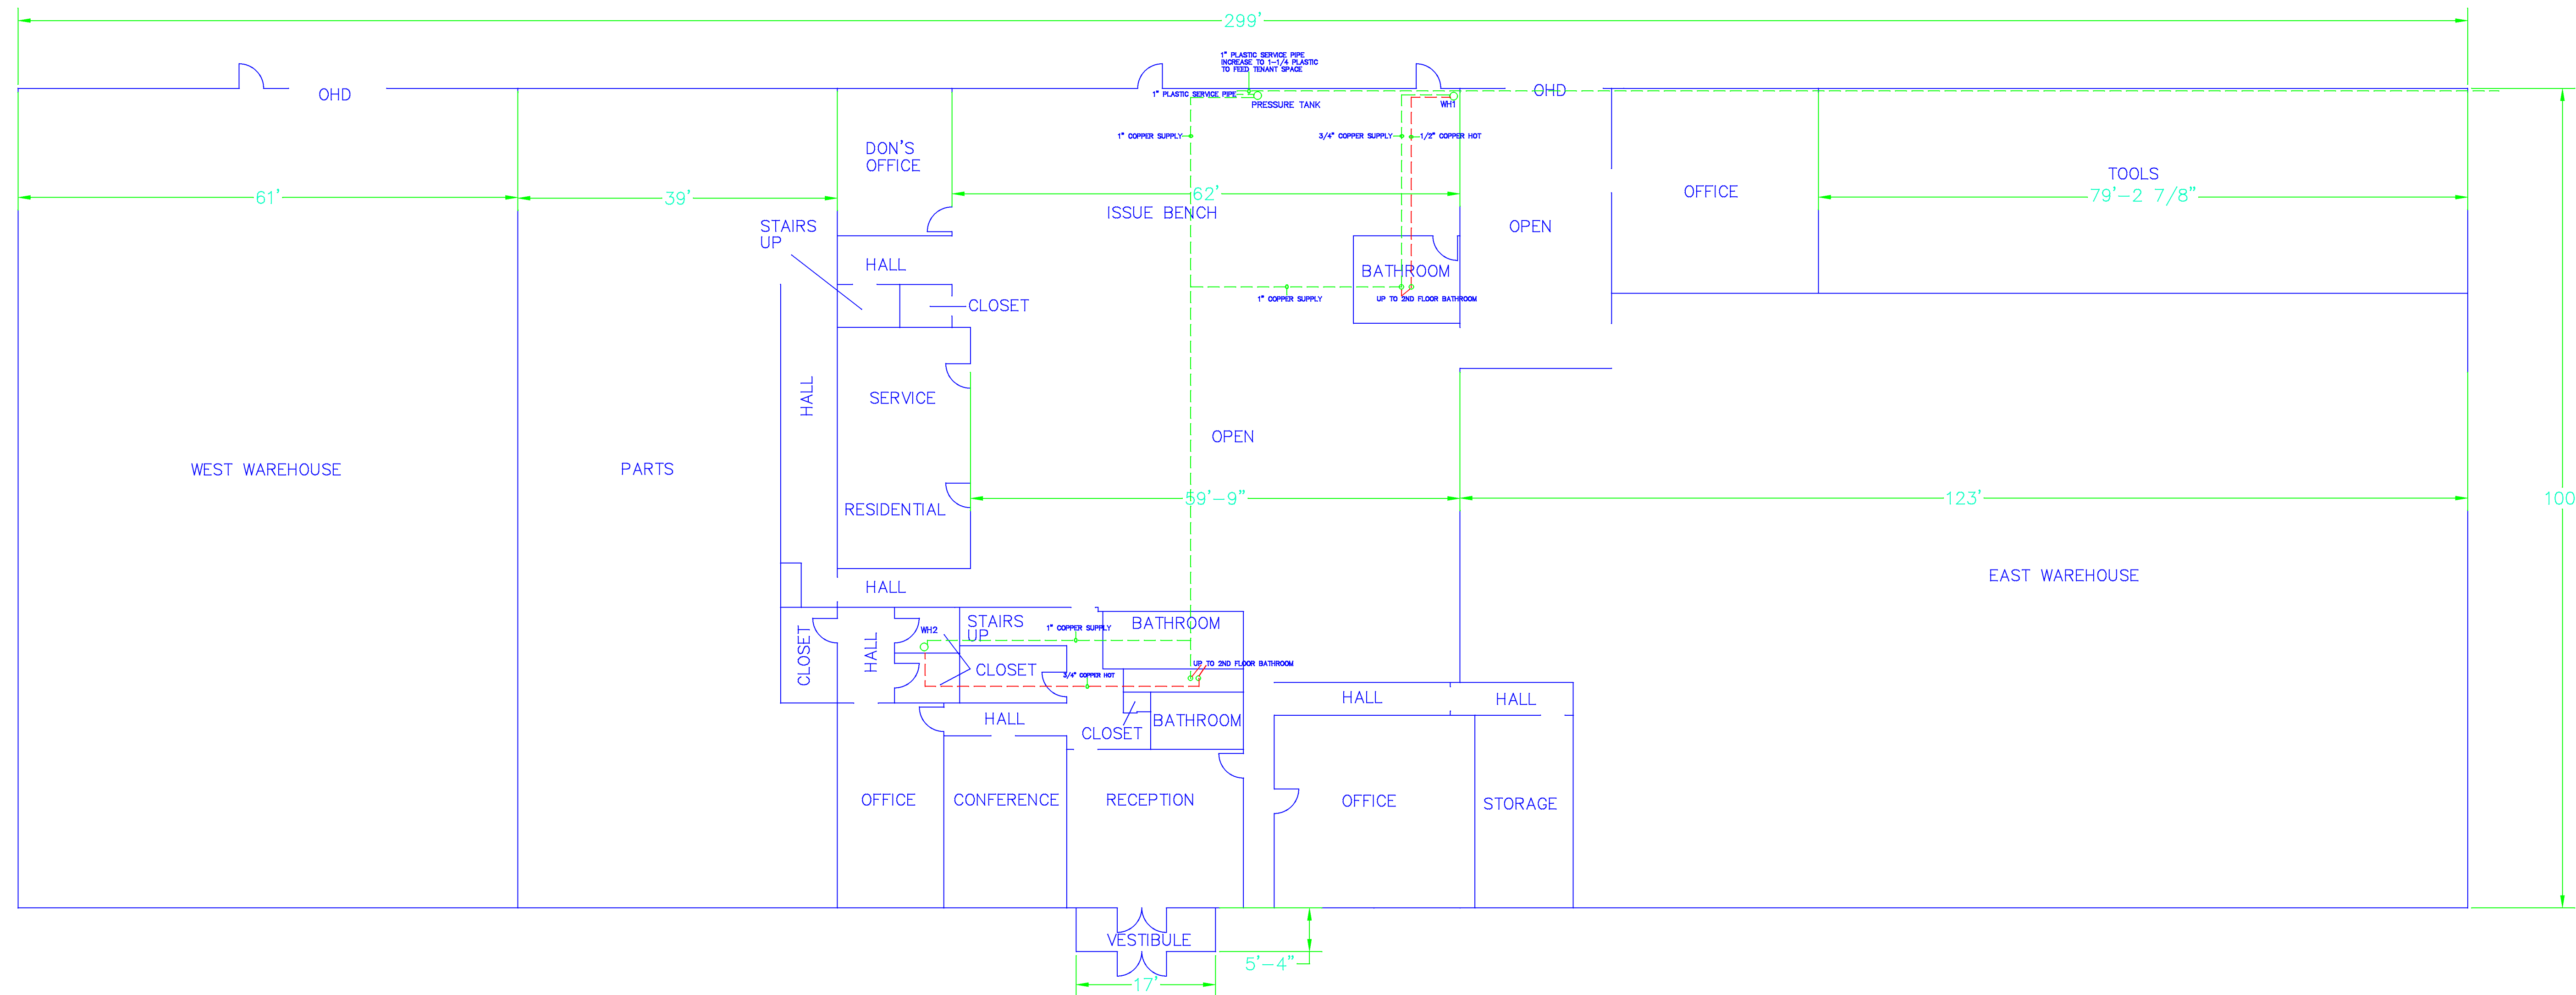 299'
1" PLASTIC SERVICE PIPE
INCREASE TO 1-1/4 PLASTIC
TO FEED TENANT SPACE
OHD
1" PLASTIC SERVICE PIPE
PRESSURE TANK
WH1
OHD
1" COPPER SUPPLY
3/4" COPPER SUPPLY
1/2" COPPER HOT
DON'S
OFFICE
TOOLS
61'
39'
62'
OFFICE
79'-2 7/8"
ISSUE BENCH
STAIRS
UP
OPEN
HALL
BATHROOM
1" COPPER SUPPLY
UP TO 2ND FLOOR BATHROOM
CLOSET
HALL
SERVICE
OPEN
WEST WAREHOUSE
PARTS
59'-9"
123'
100
RESIDENTIAL
HALL
EAST WAREHOUSE
STAIRS
UP
BATHROOM
WH2
1" COPPER SUPPLY
CLOSET
HALL
CLOSET
UP TO 2ND FLOOR BATHROOM
3/4" COPPER HOT
HALL
HALL
HALL
BATHROOM
CLOSET
OFFICE
CONFERENCE
RECEPTION
OFFICE
STORAGE
VESTIBULE
5'-4"
17'